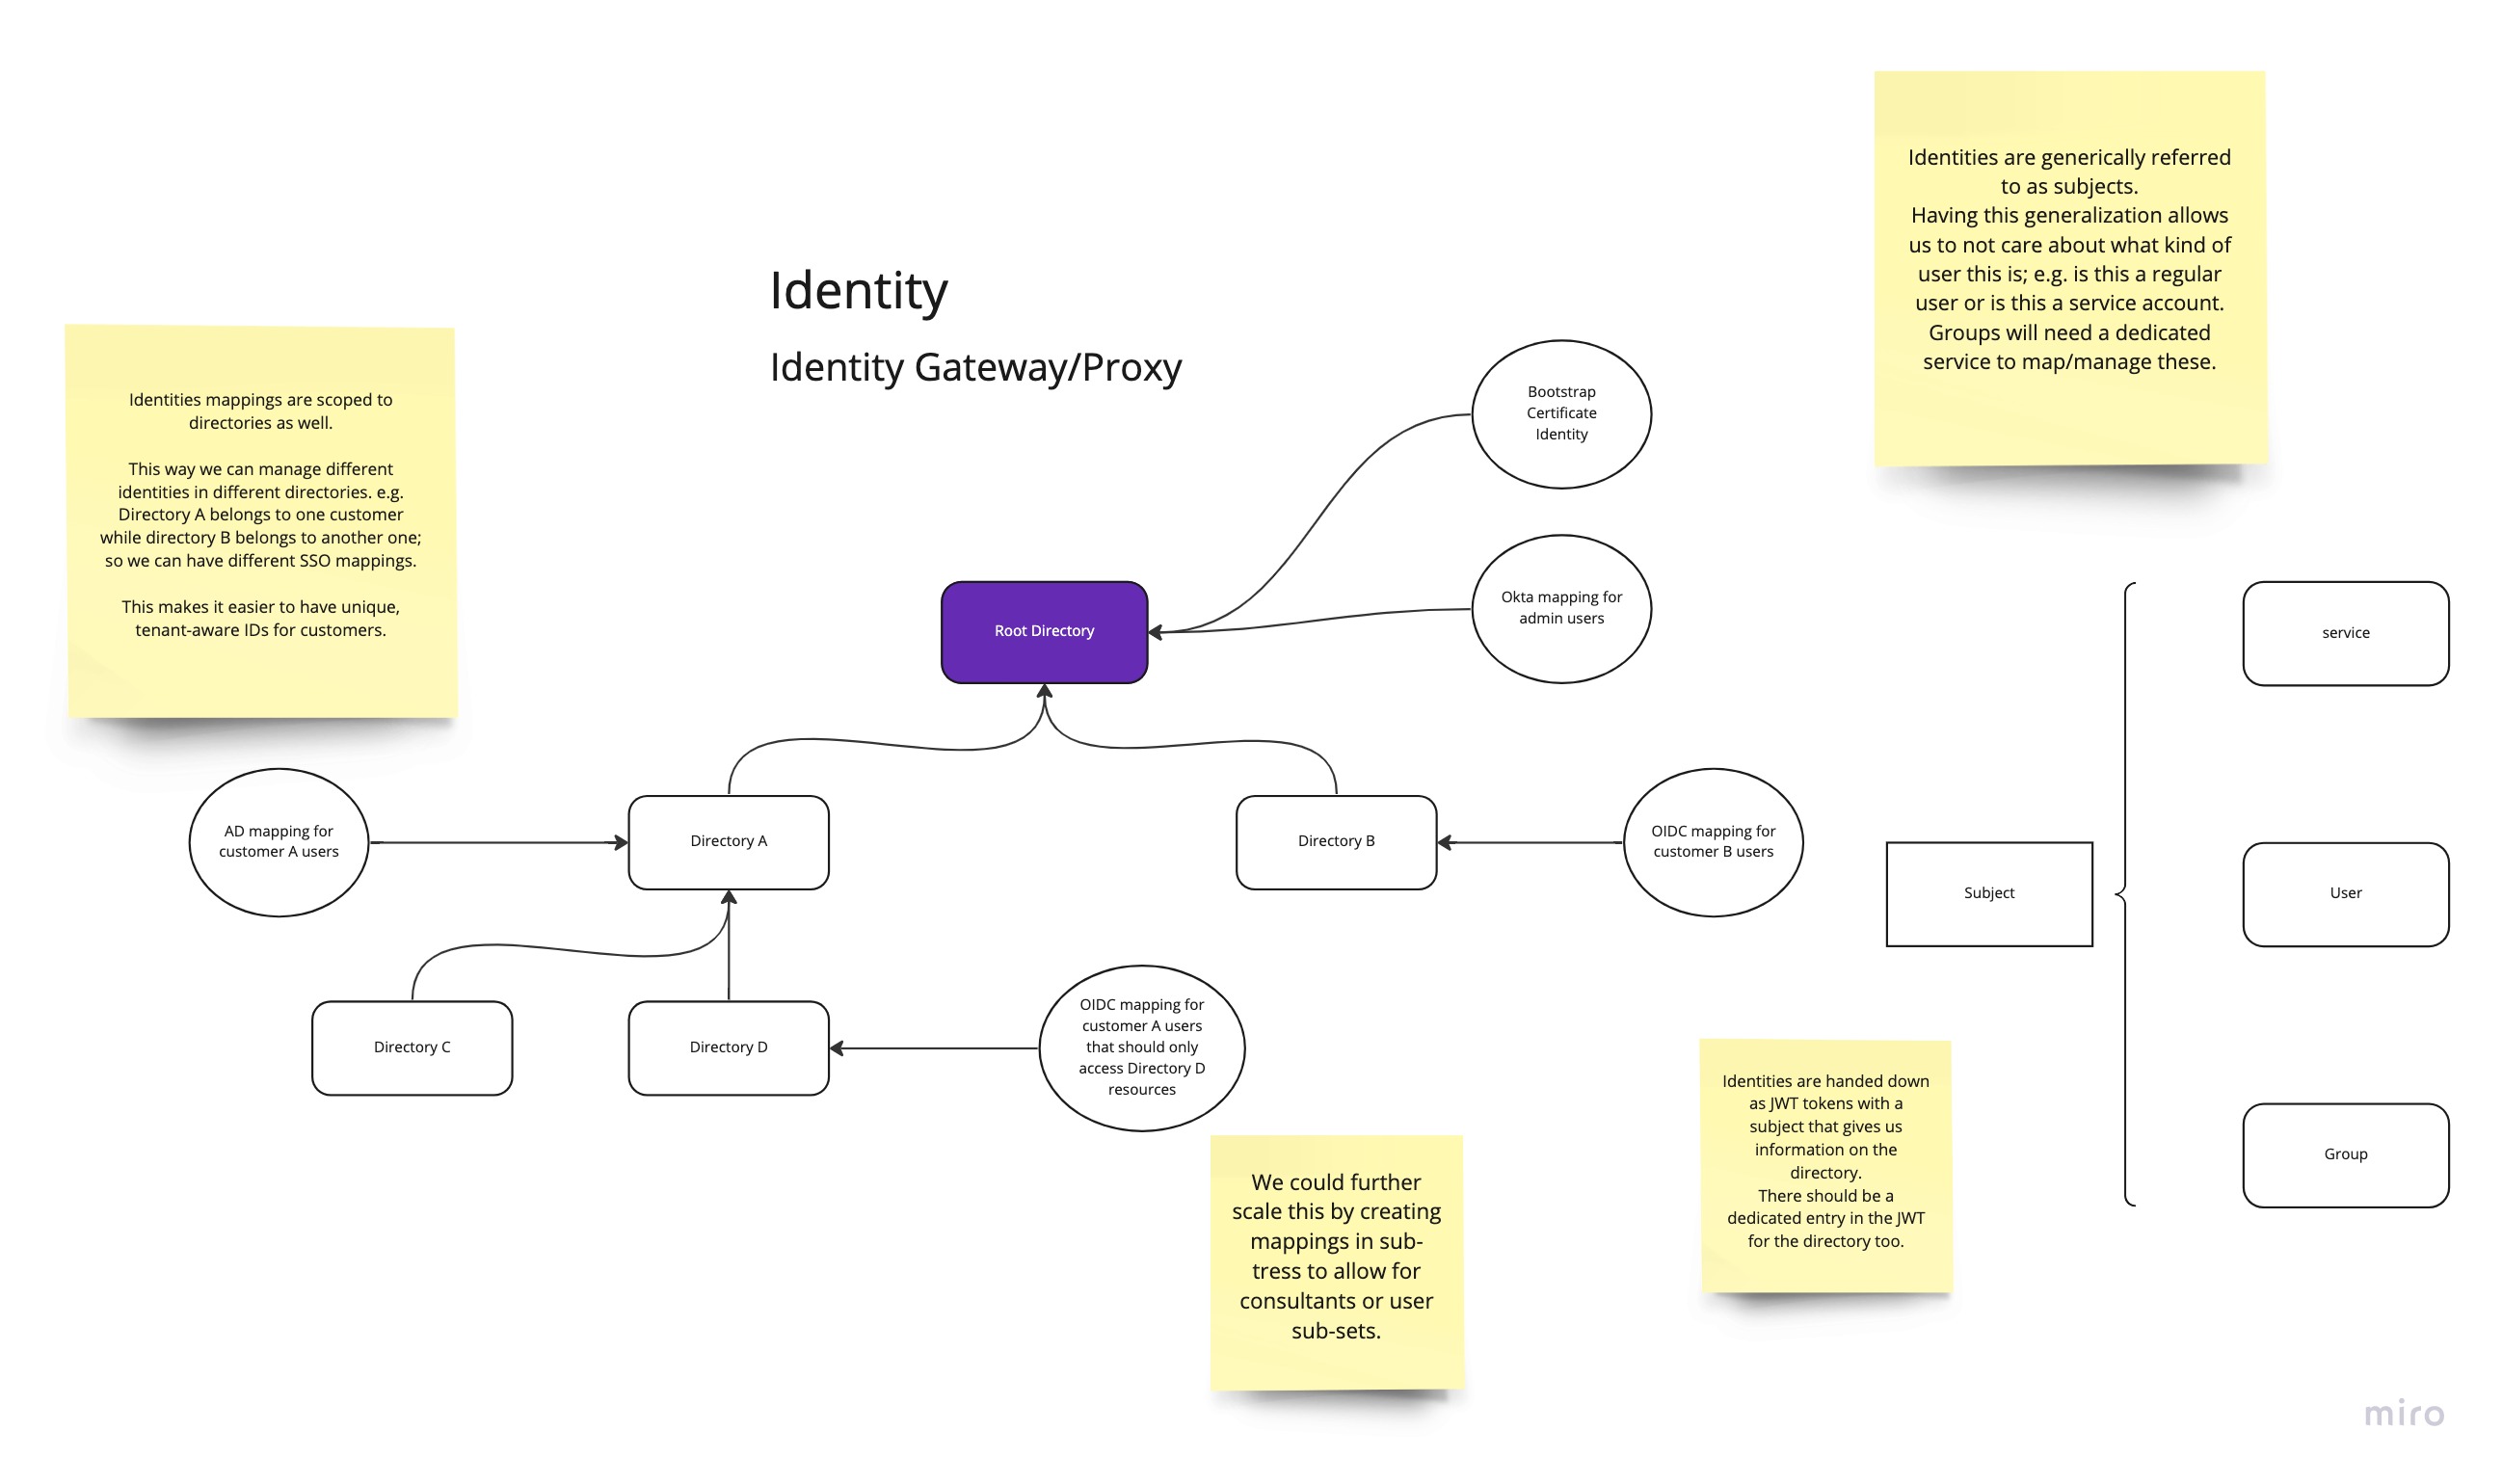 Identity
Identity Gateway/Proxy
Identities are generically referred
to as subjects.
Having this generalization allows
us to not care about what kind of
user this is; e.g. is this a regular
user or is this a service account.
Groups will need a dedicated
service to map/manage these.
Identities mappings are scoped to
directories as well.
This way we can manage different
identities in different directories. e.g.
Directory A belongs to one customer
while directory B belongs to another one;
so we can have different SSO mappings.
This makes it easier to have unique,
tenant-aware IDs for customers.
Bootstrap
Certificate
Identity
Okta mapping for
admin users
Root Directory
AD mapping for
customer A users
Directory A
Directory B
OIDC mapping for
customer B users
Directory C
Directory D
OIDC mapping for
customer A users
that should only
access Directory D
resources
We could further
scale this by creating
mappings in sub-
tress to allow for
consultants or user
sub-sets.
Identities are handed down
as JWT tokens with a
subject that gives us
information on the
directory.
There should be a
dedicated entry in the JWT
for the directory too.
Subject
service
User
Group
miro